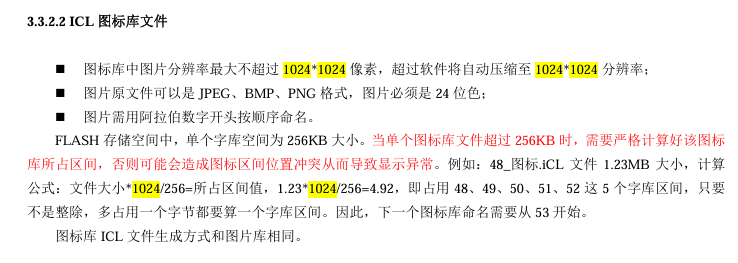 3.3.2.2 ICL 图标库文件
■ 图标库中图片分辨率最大不超过 1024*1024 像素，超过软件将自动压缩至 1024*1024 分辨率；
■ 图片原文件可以是 JPEG、BMP、PNG 格式，图片必须是 24 位色；
■ 图片需用阿拉伯数字开头按顺序命名。
FLASH 存储空间中，单个字库空间为 256KB 大小。当单个图标库文件超过 256KB 时，需要严格计算好该图标
库所占区间，否则可能会造成图标区间位置冲突从而导致显示异常。例如：48_图标.iCL 文件 1.23MB 大小，计算
公式：文件大小*1024/256=所占区间值，1.23*1024/256=4.92，即占用 48、49、50、51、52 这 5 个字库区间，只要
不是整除，多占用一个字节都要算一个字库区间。因此，下一个图标库命名需要从 53 开始。
图标库 ICL 文件生成方式和图片库相同。